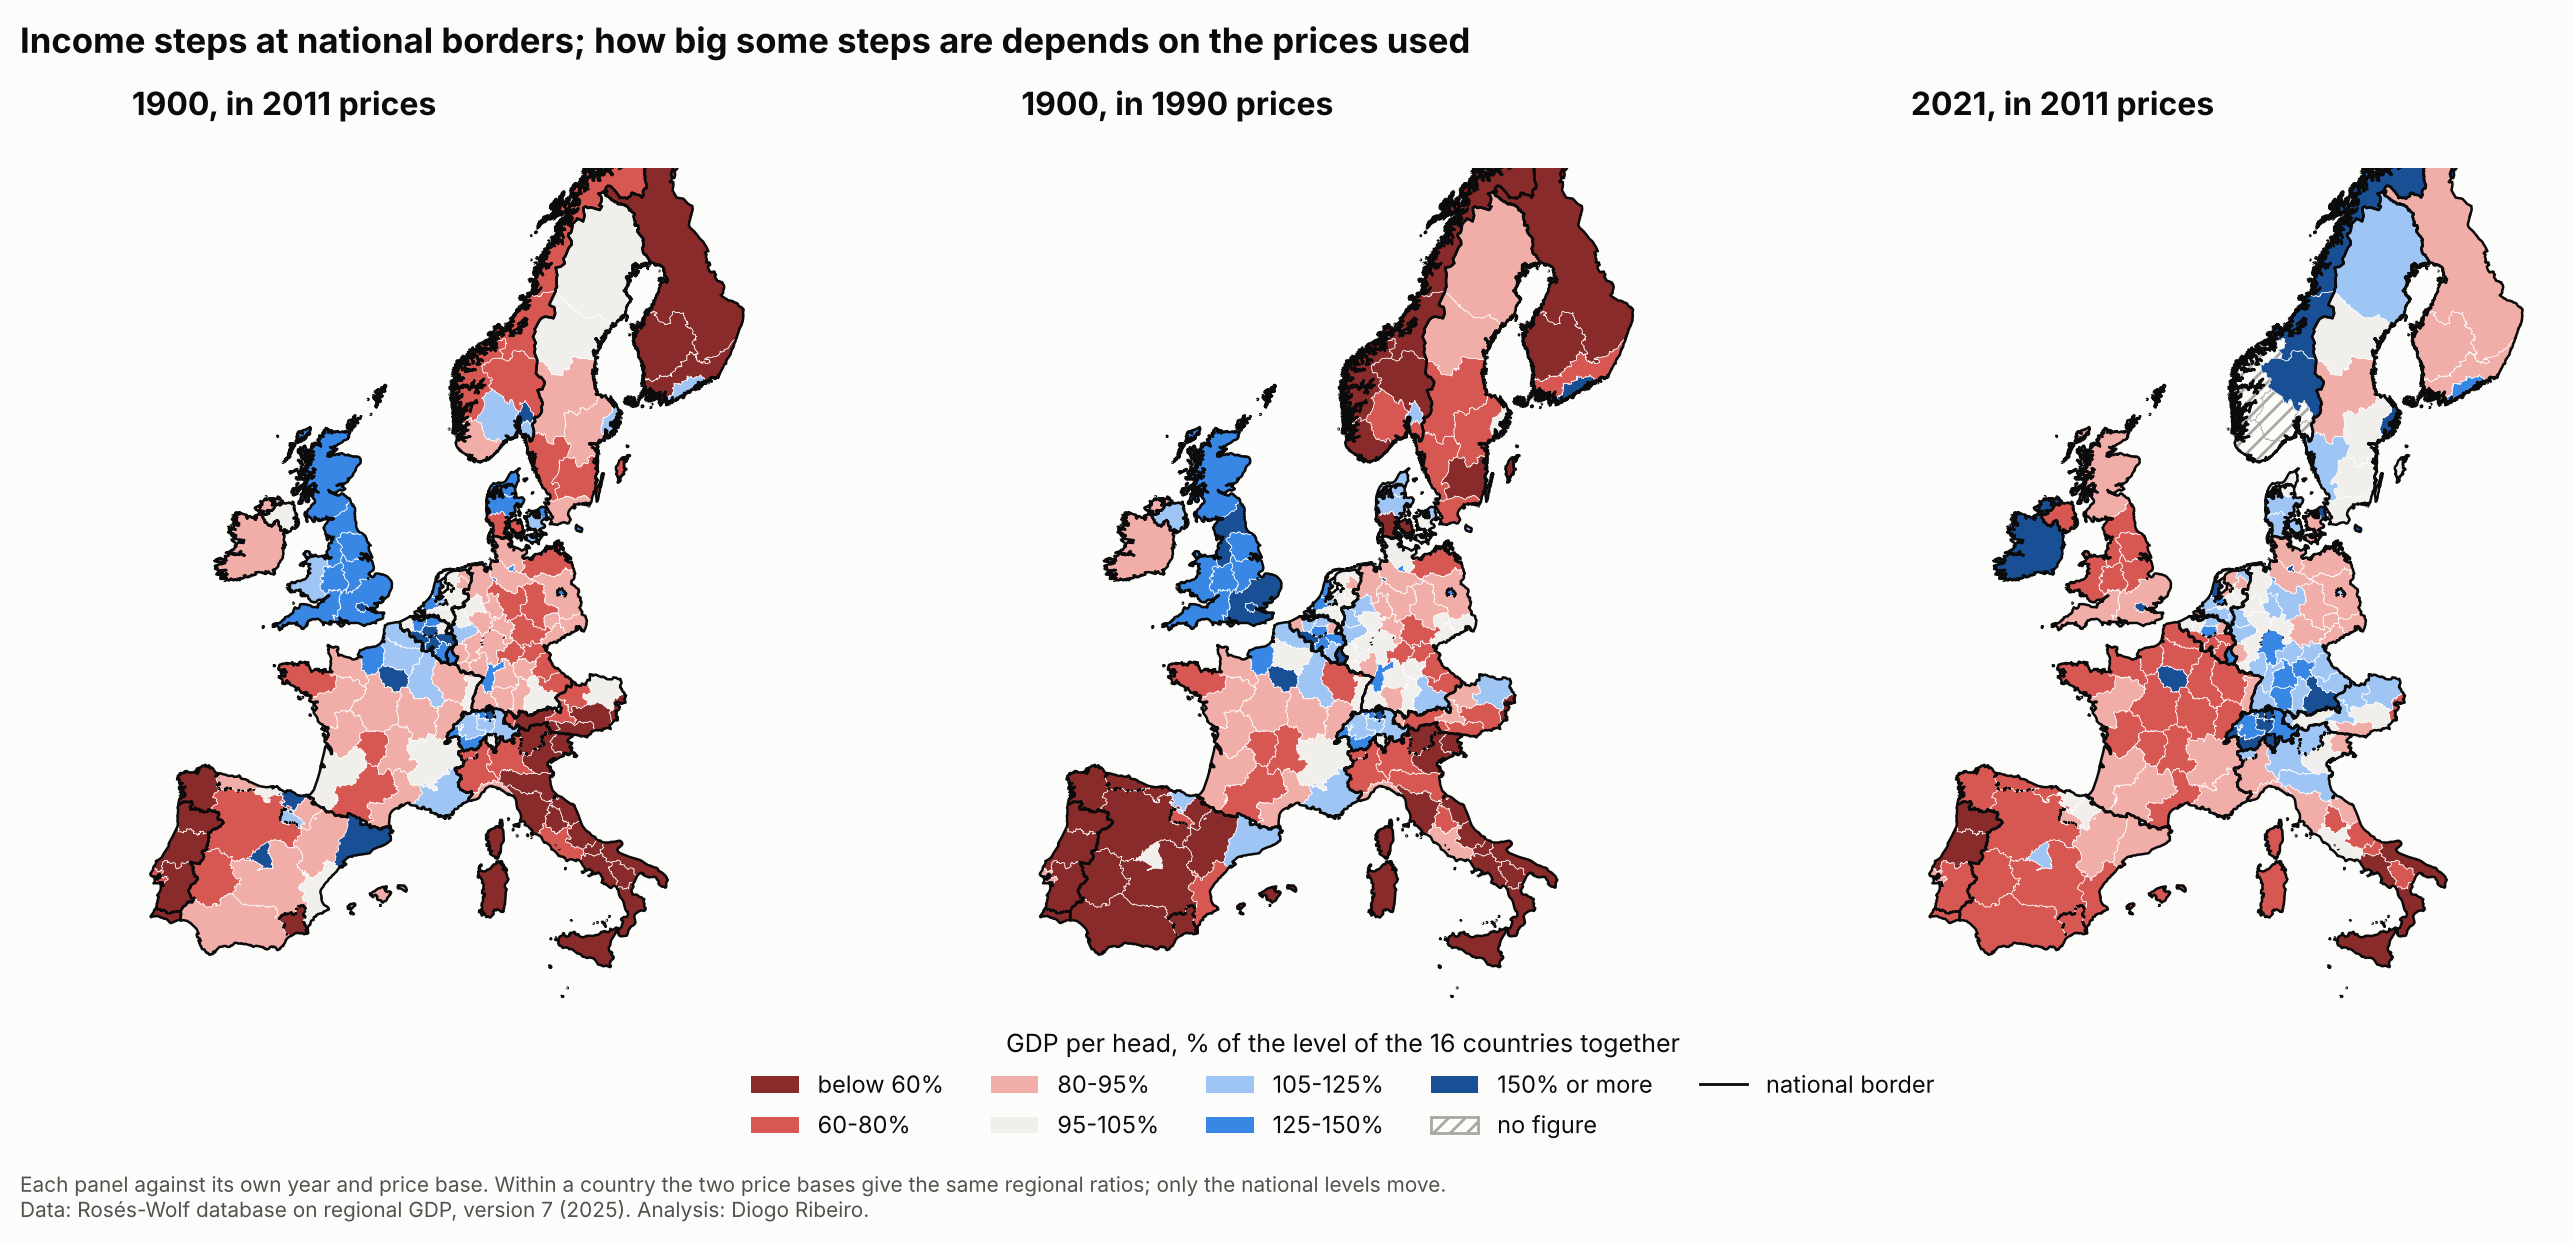 Income steps at national borders; how big some steps are depends on the prices used
1900, in 2011 prices
1900, in 1990 prices
2021, in 2011 prices
GDP per head, % of the level of the 16 countries together
below 60%
80-95%
105-125%
150% or more
national border
60-80%
95-105%
125-150%
no figure
Each panel against its own year and price base. Within a country the two price bases give the same regional ratios; only the national levels move.
Data: Rosés-Wolf database on regional GDP, version 7 (2025). Analysis: Diogo Ribeiro.